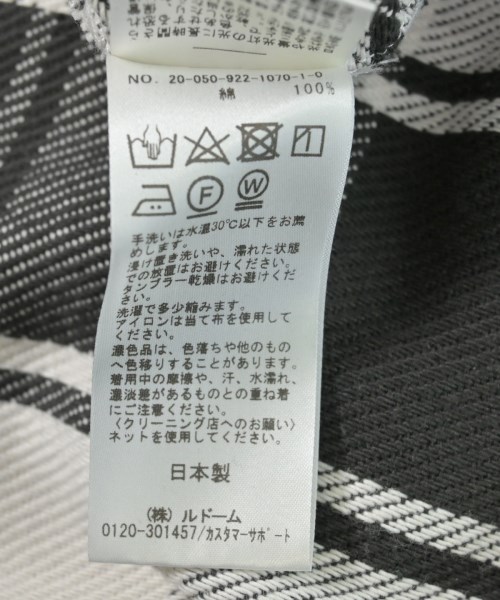 NO. 20-050-922-1070-1-0
綿 100%
F W
手洗いは水温30℃以下をお薦
めします。
浸け置き洗いや、濡れた状態
での放置はお避けください。
タンブラー乾燥はお避けくだ
さい。
洗濯で多少縮みます。
アイロンは当て布を使用して
ください。
濃色品は、色落ちや他のもの
へ色移りすることがあります。
着用中の摩擦や、汗、水濡れ、
濃淡差があるものとの重ね着
にご注意ください。
〈クリーニング店へのお願い〉
ネットを使用してください。
日本製
(株) ルドーム
0120-301457/カスタマーサポート